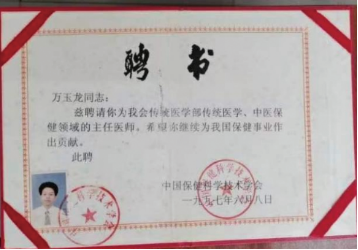 聘书
万玉龙同志：
兹聘请你为我会传统医学部传统医学、中医保
健领域的主任医师。希望你继续为我国保健事业作
出贡献。
此聘
中国保健科学技术学会
一九九七年六月八日